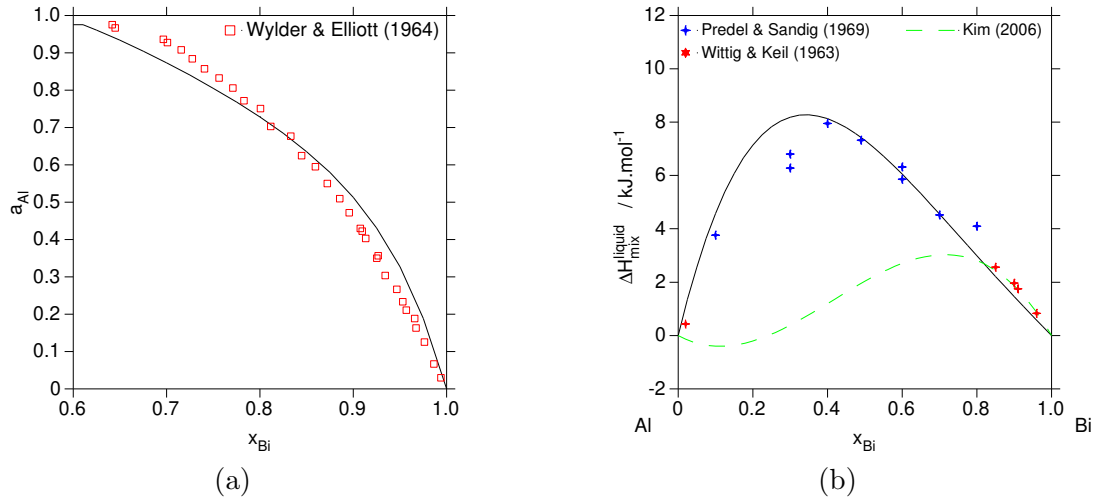 1.0
0.9
0.8
0.7
0.6
0.5
0.4
0.3
0.2
0.1
0
a_Al
Wylder & Elliott (1964)
0.6 0.7 0.8 0.9 1.0
x_Bi
(a)
12
10
8
6
4
2
0
-2
ΔH_mix^liquid / kJ.mol^-1
Predel & Sandig (1969) Kim (2006)
Wittig & Keil (1963)
0 0.2 0.4 0.6 0.8 1.0
Al Bi
x_Bi
(b)